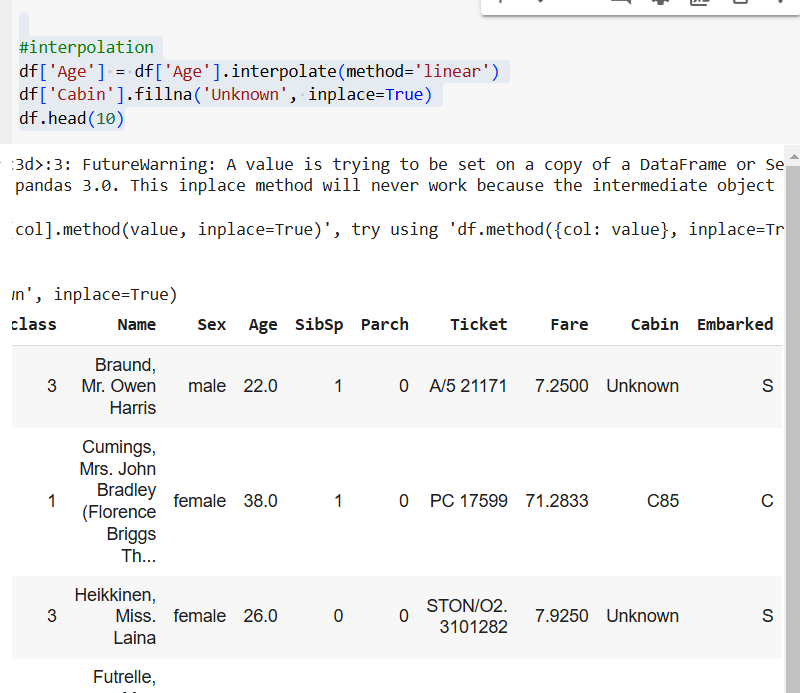 #interpolation
df['Age'] = df['Age'].interpolate(method='linear')
df['Cabin'].fillna('Unknown', inplace=True)
df.head(10)
:3d>:3: FutureWarning: A value is trying to be set on a copy of a DataFrame or Se
pandas 3.0. This inplace method will never work because the intermediate object
[col].method(value, inplace=True)', try using 'df.method({col: value}, inplace=Tr
wn', inplace=True)
class Name Sex Age SibSp Parch Ticket Fare Cabin Embarked
Braund,
3 Mr. Owen male 22.0 1 0 A/5 21171 7.2500 Unknown S
Harris
Cumings,
Mrs. John
Bradley
1 (Florence female 38.0 1 0 PC 17599 71.2833 C85 C
Briggs
Th...
Heikkinen,
3 Miss. female 26.0 0 0 STON/O2. 7.9250 Unknown S
Laina 3101282
Futrelle,